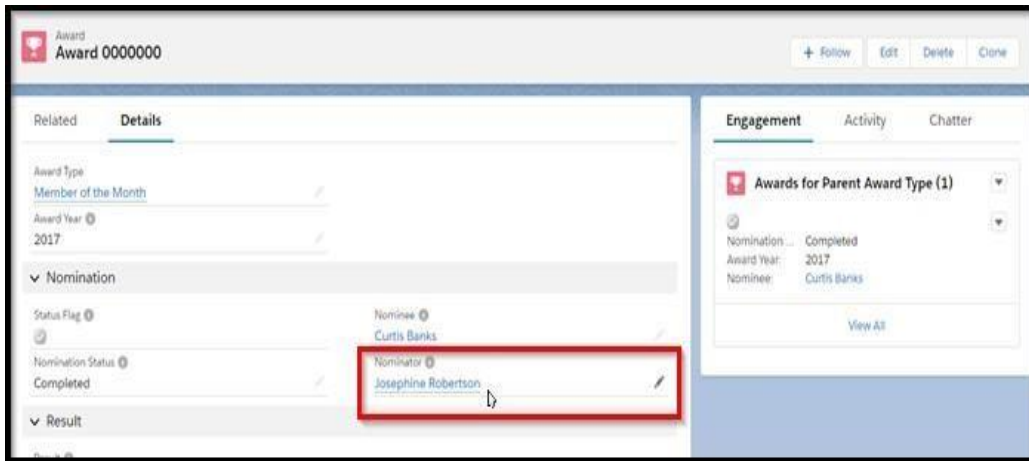 Award
Award 0000000
+ Follow Edit Delete Clone
Related Details
Award Type
Member of the Month
Award Year
2017
Nomination
Status Flag
Nominee
Curtis Banks
Nomination Status
Completed
Nominator
Josephine Robertson
Result
Engagement Activity Chatter
Awards for Parent Award Type (1)
Nomination ... Completed
Award Year: 2017
Nominee: Curtis Banks
View All